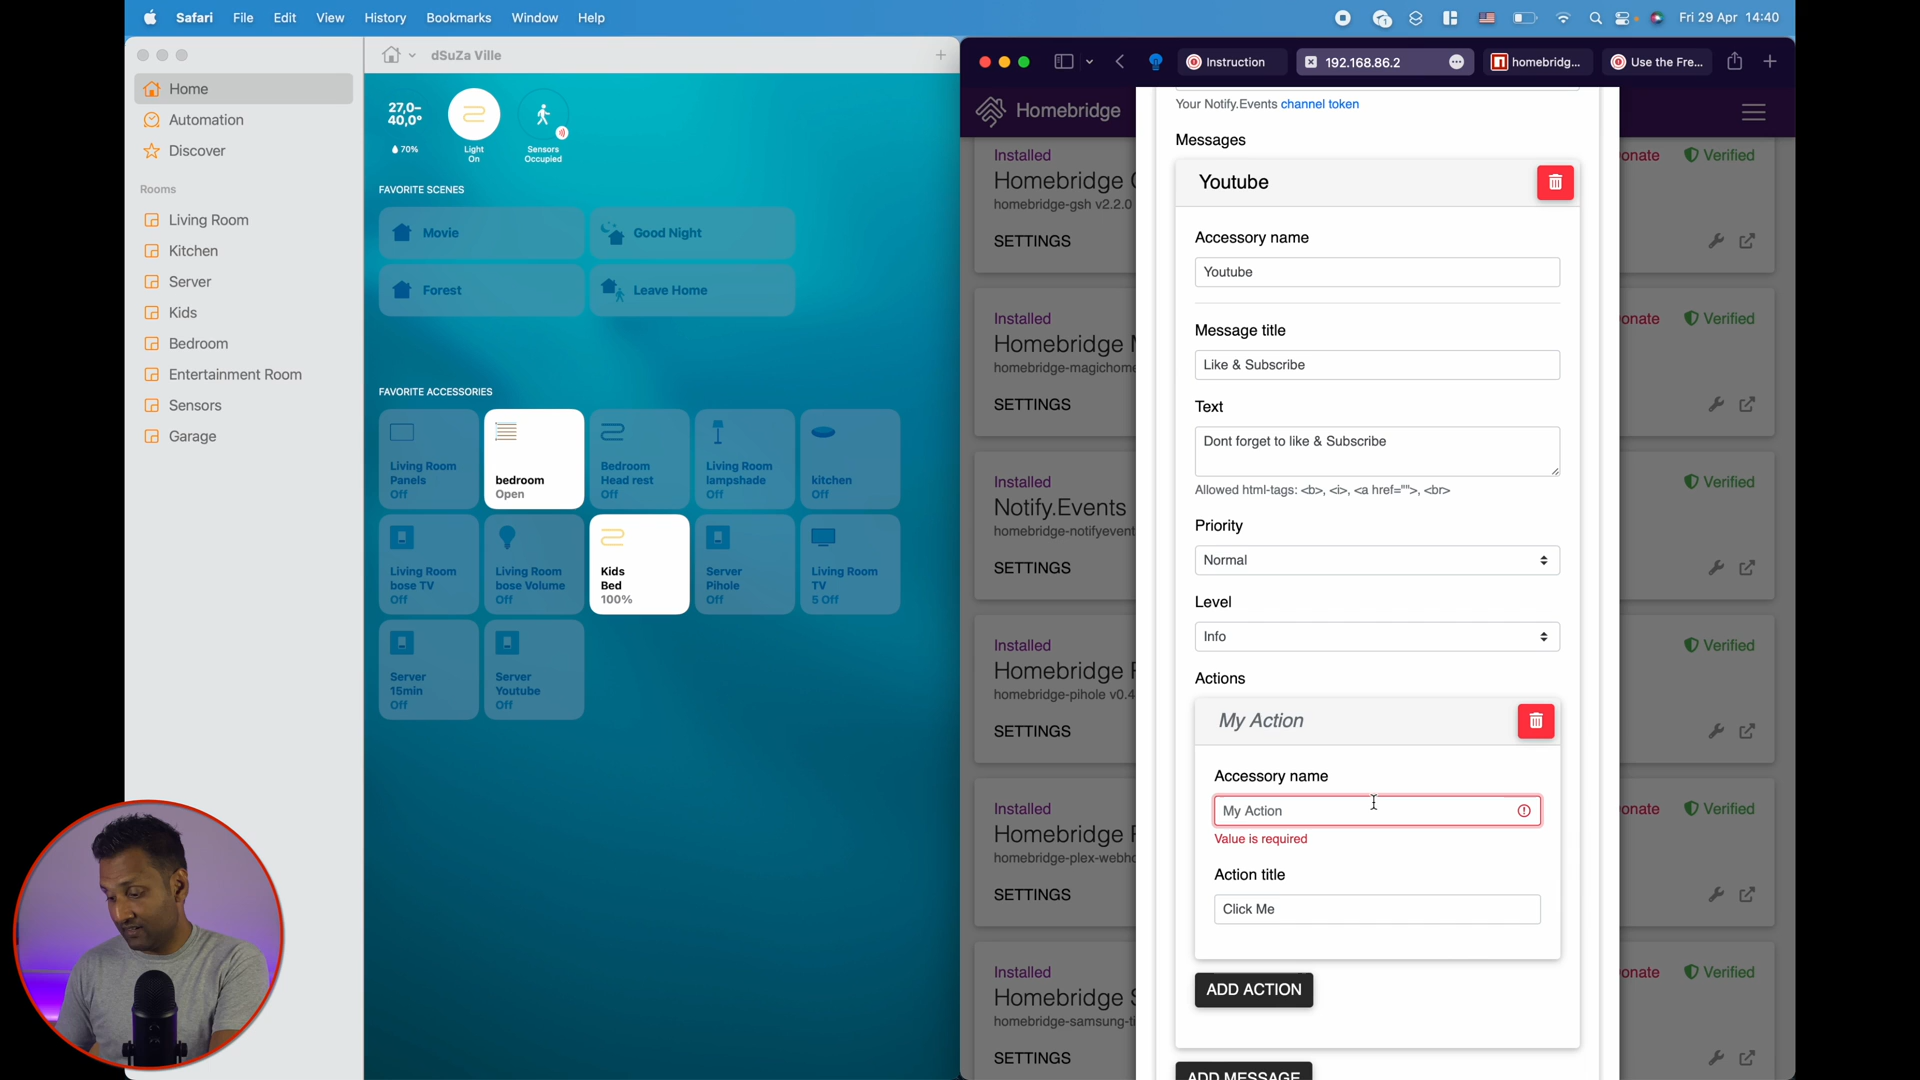 Safari File Edit View History Bookmarks Window Help
1
Fri 29 Apr 14:40
Home
Automation
Discover
Rooms
Living Room
Kitchen
Server
Kids
Bedroom
Entertainment Room
Sensors
Garage
dSuZa Ville
27,0–
40,0°
70%
Light
On
Sensors
Occupied
FAVORITE SCENES
Movie
Good Night
Forest
Leave Home
FAVORITE ACCESSORIES
Living Room
Panels
Off
bedroom
Open
Bedroom
Head rest
Off
Living Room
lampshade
Off
kitchen
Off
Living Room
bose TV
Off
Living Room
bose Volume
Off
Kids
Bed
100%
Server
Pihole
Off
Living Room
TV
5 Off
Server
15min
Off
Server
Youtube
Off
Instruction
192.168.86.2
homebridg...
Use the Fre...
Homebridge
Installed
onate Verified
Homebridge
homebridge-gsh v2.2.0
SETTINGS
Installed
onate Verified
Homebridge
homebridge-magichome
SETTINGS
Installed
Verified
Notify.Events
homebridge-notifyevent
SETTINGS
Installed
Verified
Homebridge
homebridge-pihole v0.4
SETTINGS
Installed
onate Verified
Homebridge
homebridge-plex-webho
SETTINGS
Installed
onate Verified
Homebridge S
homebridge-samsung-ti
SETTINGS
Your Notify.Events channel token
Messages
Youtube
Accessory name
Youtube
Message title
Like & Subscribe
Text
Dont forget to like & Subscribe
Allowed html-tags: <b>, <i>, <a href="">, <br>
Priority
Normal
Level
Info
Actions
My Action
Accessory name
My Action
Value is required
Action title
Click Me
ADD ACTION
ADD MESSAGE